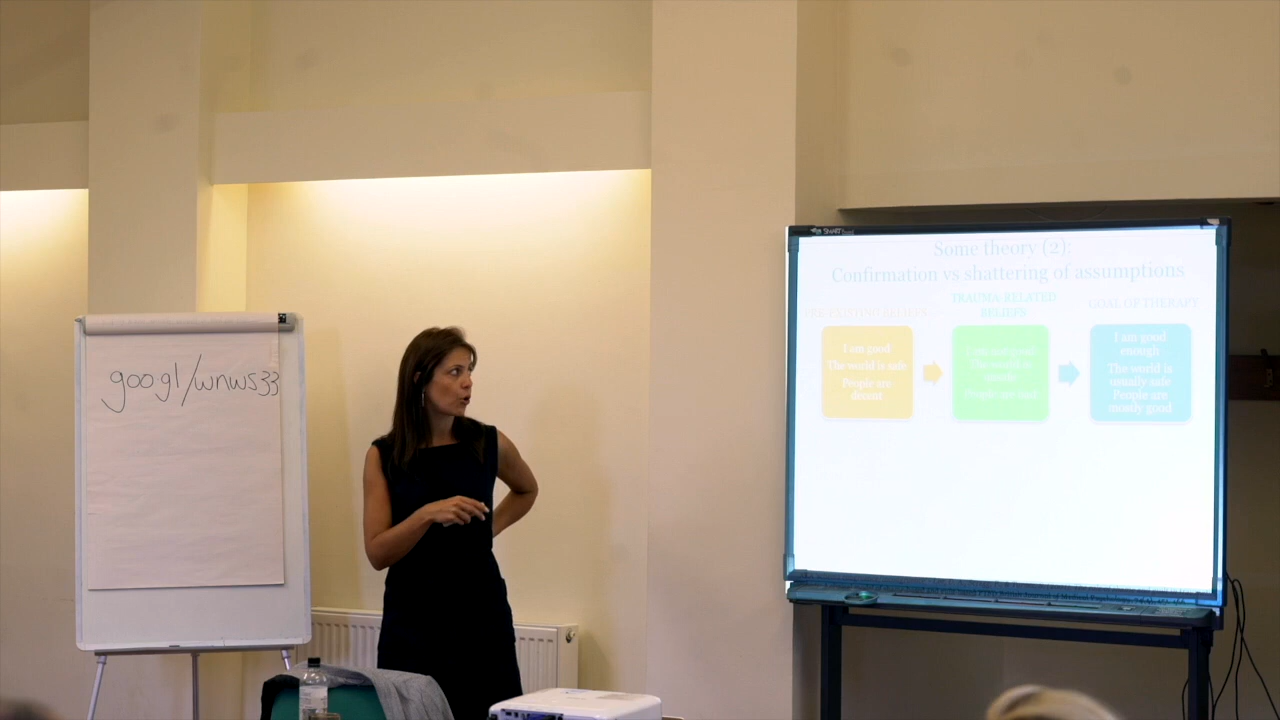 goo gl/wnws33
SMART
Some theory (2):
Confirmation vs shattering of assumptions
TRAUMA-RELATED
BELIEFS
GOAL OF THERAPY
I am good
The world is safe
People are
decent
I am good
enough
The world is
usually safe
People are
mostly good